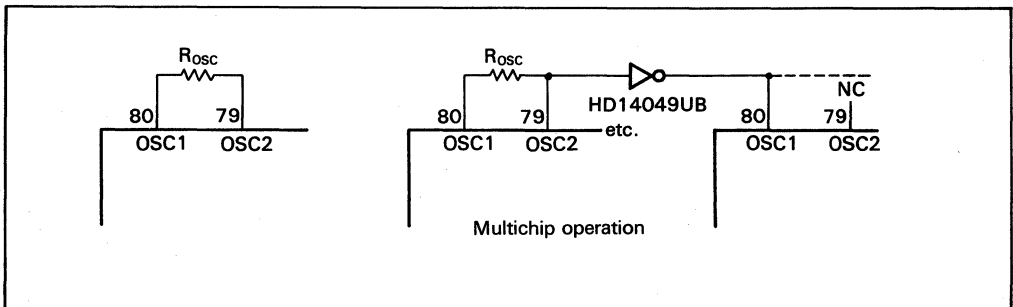 Rosc
80 79
OSC1 OSC2
Rosc
HD14049UB
etc.
80 79
OSC1 OSC2
NC
80 79
OSC1 OSC2
Multichip operation